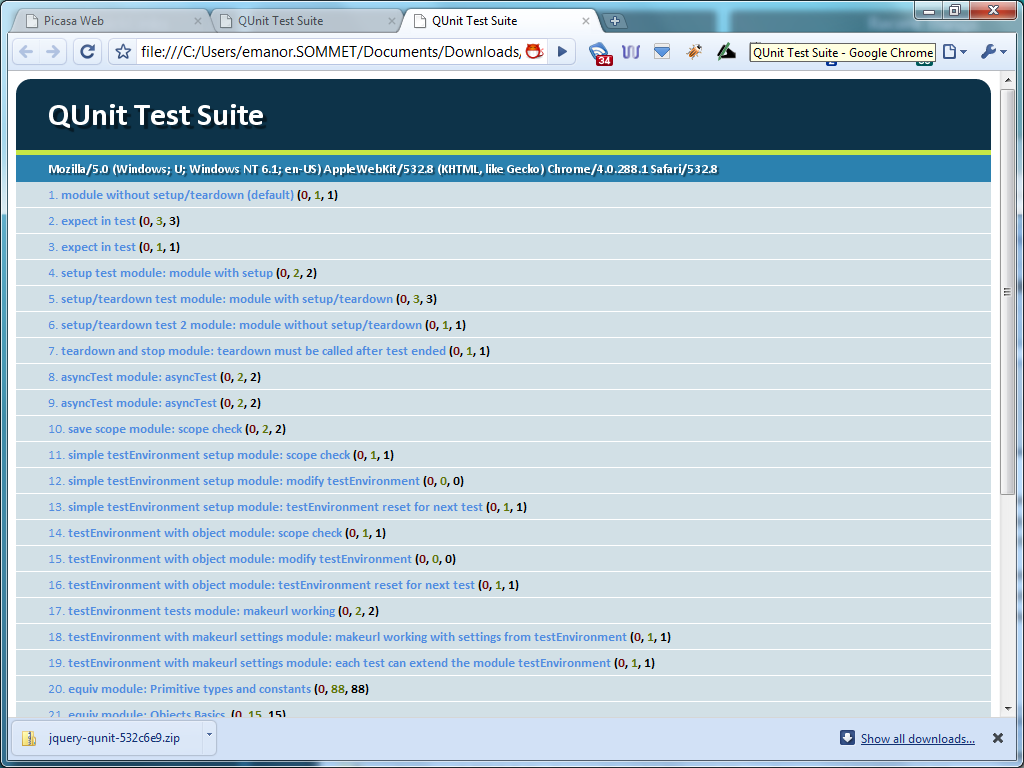 Picasa Web
QUnit Test Suite
QUnit Test Suite
file:///C:/Users/emanor.SOMMET/Documents/Downloads,
34
QUnit Test Suite - Google Chrome
QUnit Test Suite
Mozilla/5.0 (Windows; U; Windows NT 6.1; en-US) AppleWebKit/532.8 (KHTML, like Gecko) Chrome/4.0.288.1 Safari/532.8
1. module without setup/teardown (default) (0, 1, 1)
2. expect in test (0, 3, 3)
3. expect in test (0, 1, 1)
4. setup test module: module with setup (0, 2, 2)
5. setup/teardown test module: module with setup/teardown (0, 3, 3)
6. setup/teardown test 2 module: module without setup/teardown (0, 1, 1)
7. teardown and stop module: teardown must be called after test ended (0, 1, 1)
8. asyncTest module: asyncTest (0, 2, 2)
9. asyncTest module: asyncTest (0, 2, 2)
10. save scope module: scope check (0, 2, 2)
11. simple testEnvironment setup module: scope check (0, 1, 1)
12. simple testEnvironment setup module: modify testEnvironment (0, 0, 0)
13. simple testEnvironment setup module: testEnvironment reset for next test (0, 1, 1)
14. testEnvironment with object module: scope check (0, 1, 1)
15. testEnvironment with object module: modify testEnvironment (0, 0, 0)
16. testEnvironment with object module: testEnvironment reset for next test (0, 1, 1)
17. testEnvironment tests module: makeurl working (0, 2, 2)
18. testEnvironment with makeurl settings module: makeurl working with settings from testEnvironment (0, 1, 1)
19. testEnvironment with makeurl settings module: each test can extend the module testEnvironment (0, 1, 1)
20. equiv module: Primitive types and constants (0, 88, 88)
21. equiv module: Objects Basics. (0, 15, 15)
jquery-qunit-532c6e9.zip
Show all downloads...